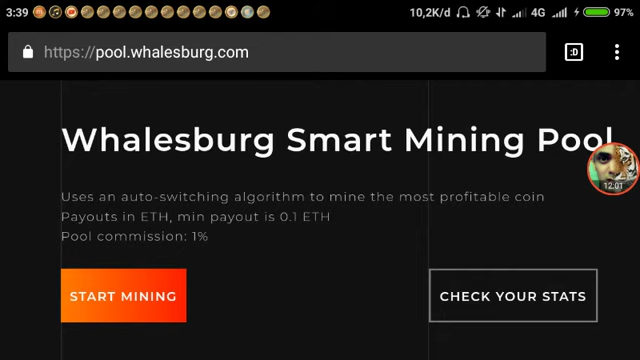 3:39
10,2K/d
4G
97%
https://pool.whalesburg.com
:D
Whalesburg Smart Mining Pool
12:01
Uses an auto-switching algorithm to mine the most profitable coin
Payouts in ETH, min payout is 0.1 ETH
Pool commission: 1%
START MINING
CHECK YOUR STATS